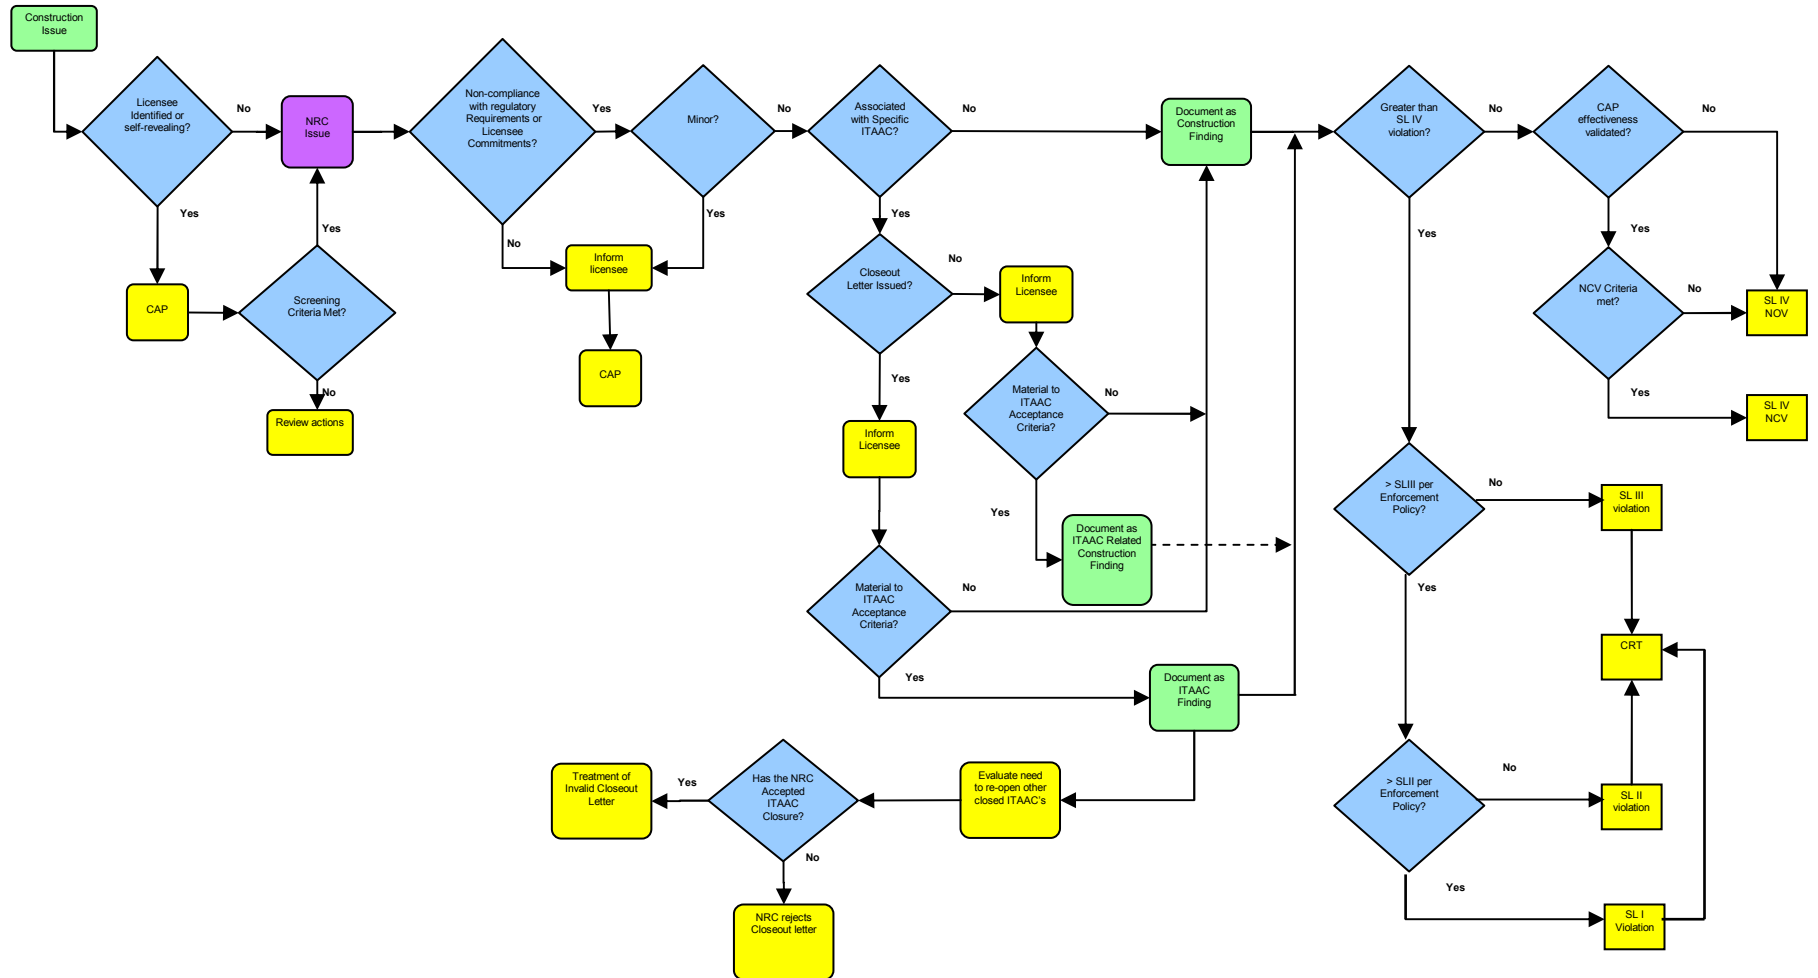 Construction
Issue
Licensee
Identified or
self-revealing?
No
Yes
NRC
Issue
Yes
CAP
Screening
Criteria Met?
No
Review actions
Non-compliance
with regulatory
Requirements or
Licensee
Commitments?
Yes
No
Minor?
No
Yes
Inform
licensee
CAP
Associated
with Specific
ITAAC?
No
Yes
Closeout
Letter Issued?
No
Yes
Inform
Licensee
Inform
Licensee
Material to
ITAAC
Acceptance
Criteria?
No
Yes
Document as
ITAAC Related
Construction
Finding
Material to
ITAAC
Acceptance
Criteria?
No
Yes
Document as
Construction
Finding
Document as
ITAAC
Finding
Evaluate need
to re-open other
closed ITAAC's
Has the NRC
Accepted
ITAAC
Closure?
Yes
No
Treatment of
Invalid Closeout
Letter
NRC rejects
Closeout letter
Greater than
SL IV
violation?
No
Yes
CAP
effectiveness
validated?
No
Yes
NCV Criteria
met?
No
Yes
SL IV
NOV
SL IV
NCV
> SLIII per
Enforcement
Policy?
No
Yes
SL III
violation
CRT
> SLII per
Enforcement
Policy?
No
Yes
SL II
violation
SL I
Violation